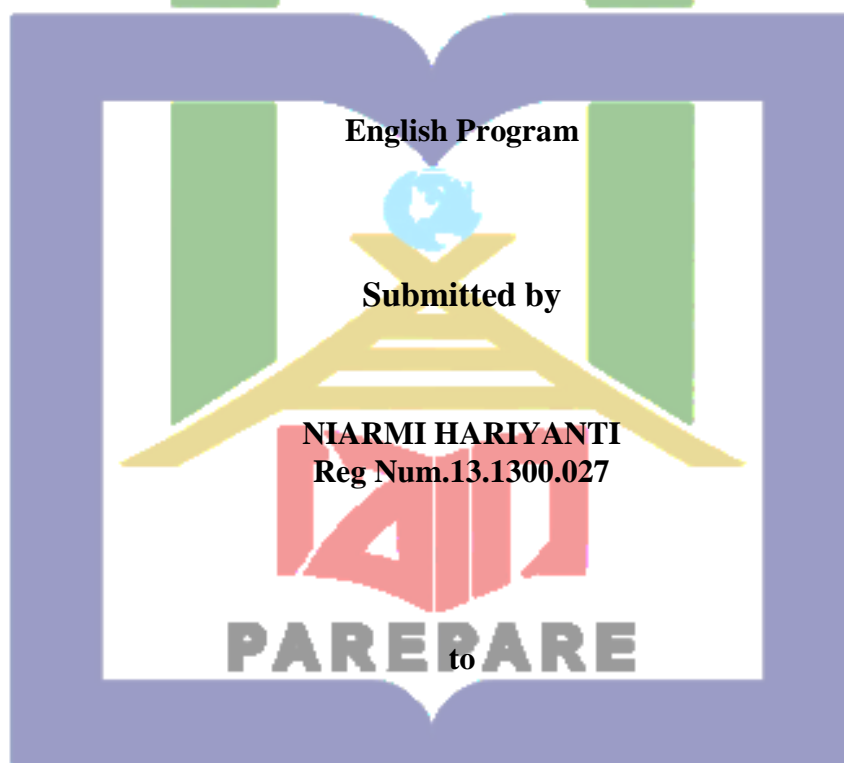 English Program
Submitted by
NIARMI HARIYANTI
Reg Num.13.1300.027
PAREPARE
to